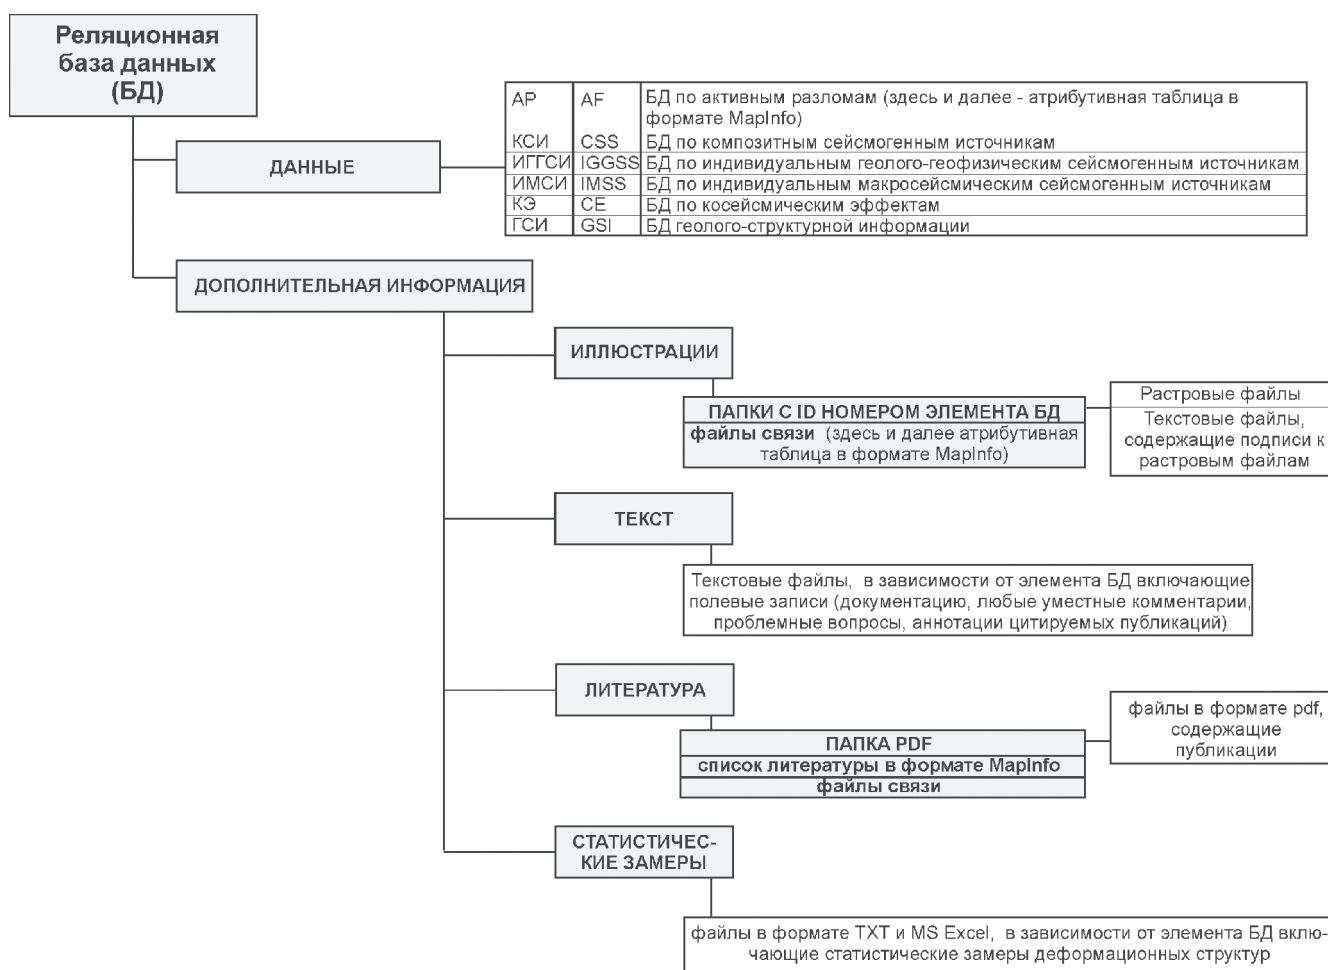 Реляционная
база данных
(БД)
ДАННЫЕ
АР AF БД по активным разломам (здесь и далее - атрибутивная таблица в
формате MapInfo)
КСИ CSS БД по композитным сейсмогенным источникам
ИГГСИ IGGSS БД по индивидуальным геолого-геофизическим сейсмогенным источникам
ИМСИ IMSS БД по индивидуальным макросейсмическим сейсмогенным источникам
КЭ CE БД по косейсмическим эффектам
ГСИ GSI БД геолого-структурной информации
ДОПОЛНИТЕЛЬНАЯ ИНФОРМАЦИЯ
ИЛЛЮСТРАЦИИ
ПАПКИ С ID НОМЕРОМ ЭЛЕМЕНТА БД
файлы связи (здесь и далее атрибутивная
таблица в формате MapInfo)
Растровые файлы
Текстовые файлы,
содержащие подписи к
растровым файлам
ТЕКСТ
Текстовые файлы, в зависимости от элемента БД включающие
полевые записи (документацию, любые уместные комментарии,
проблемные вопросы, аннотации цитируемых публикаций)
ЛИТЕРАТУРА
ПАПКА PDF
список литературы в формате MapInfo
файлы связи
файлы в формате pdf,
содержащие
публикации
СТАТИСТИЧЕС-
КИЕ ЗАМЕРЫ
файлы в формате TXT и MS Excel, в зависимости от элемента БД вклю-
чающие статистические замеры деформационных структур